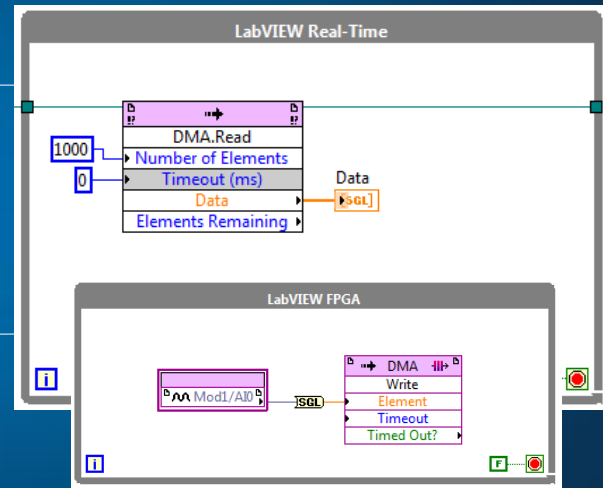 LabVIEW Real-Time
DMA.Read
1000
Number of Elements
0
Timeout (ms)
Data
Data
SGL
Elements Remaining
i
LabVIEW FPGA
DMA
Mod1/AI0
Write
SGL
Element
Timeout
Timed Out?
i
F